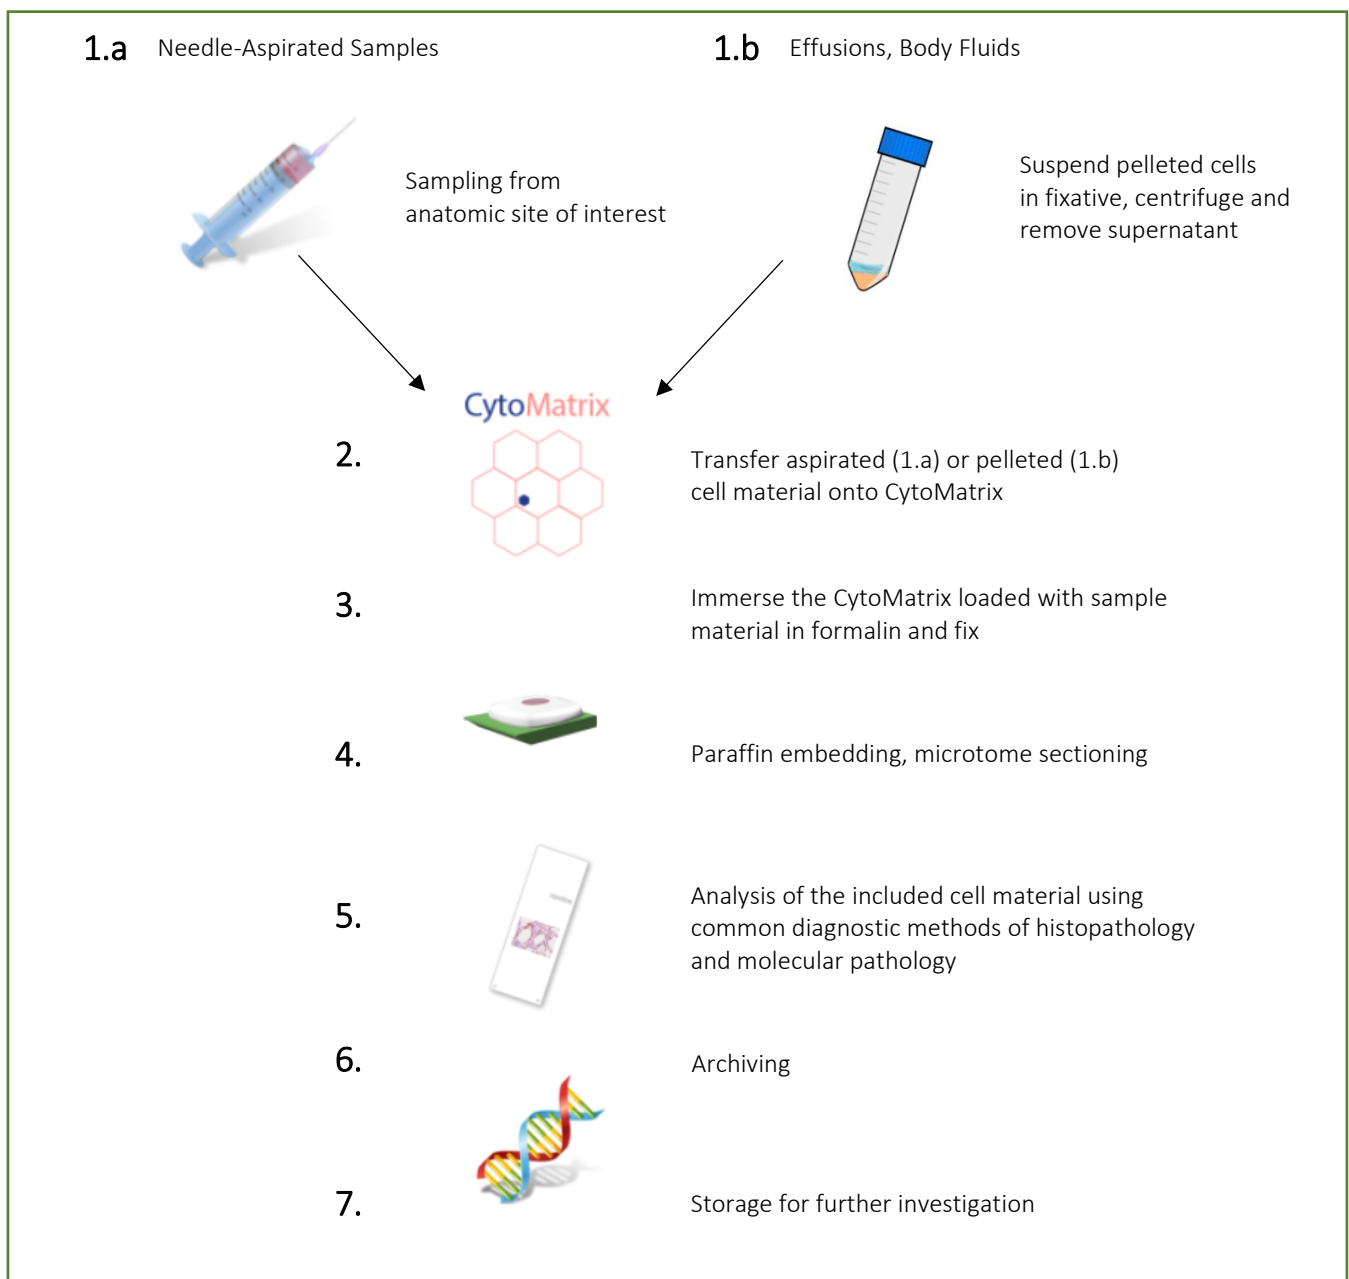 1.a Needle-Aspirated Samples
1.b Effusions, Body Fluids
Sampling from
anatomic site of interest
Suspend pelleted cells
in fixative, centrifuge and
remove supernatant
CytoMatrix
2.
Transfer aspirated (1.a) or pelleted (1.b)
cell material onto CytoMatrix
3.
Immerse the CytoMatrix loaded with sample
material in formalin and fix
4.
Paraffin embedding, microtome sectioning
5.
Analysis of the included cell material using
common diagnostic methods of histopathology
and molecular pathology
6.
Archiving
7.
Storage for further investigation